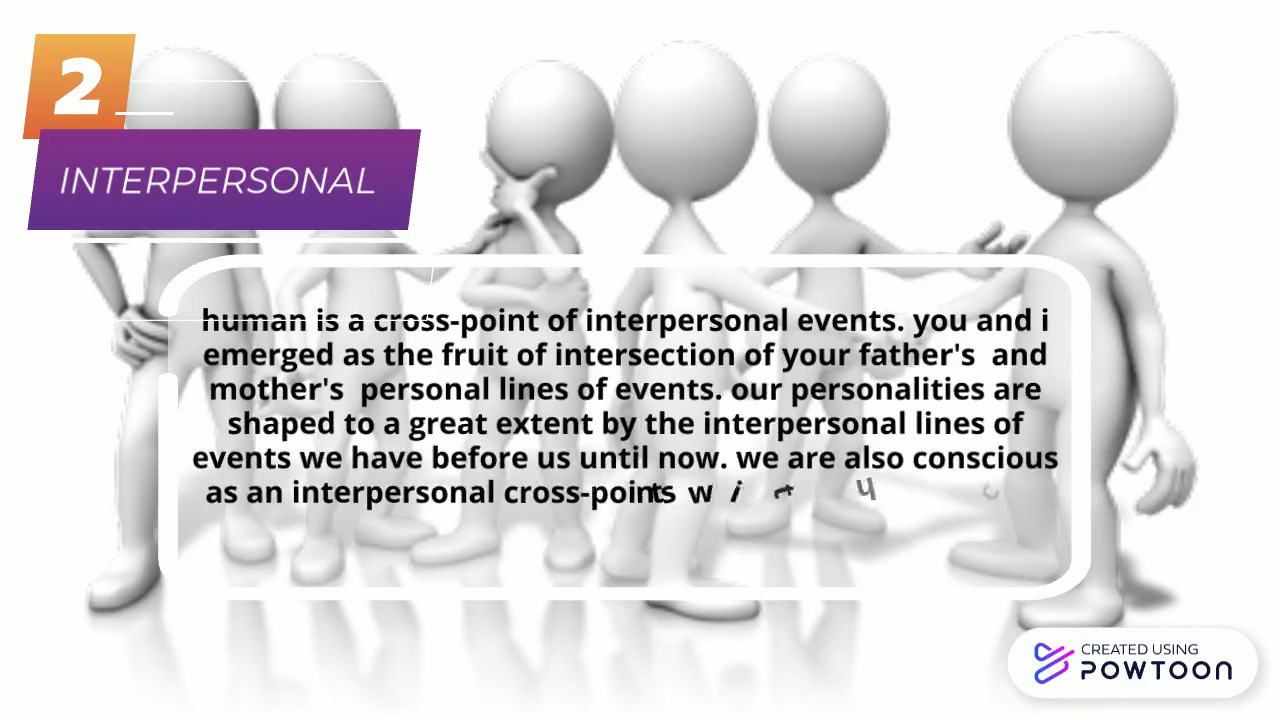 2
INTERPERSONAL
human is a cross-point of interpersonal events. you and i
emerged as the fruit of intersection of your father's and
mother's personal lines of events. our personalities are
shaped to a great extent by the interpersonal lines of
events we have before us until now. we are also conscious
as an interpersonal cross-points
CREATED USING
POWTOON